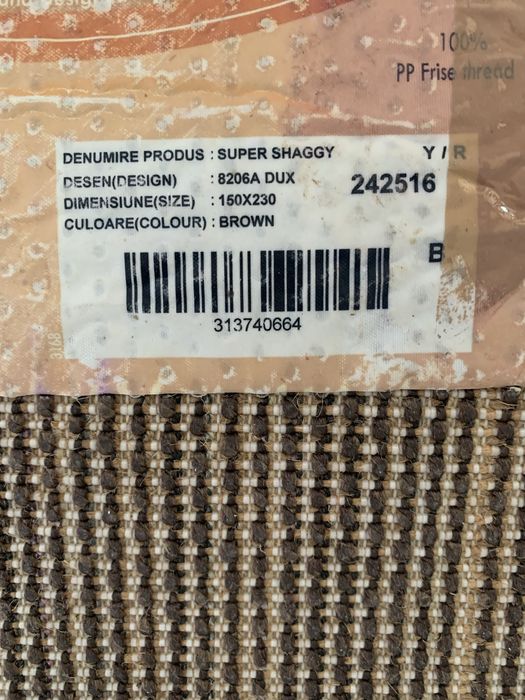 100%
PP Frise thread
DENUMIRE PRODUS : SUPER SHAGGY Y / R
DESEN(DESIGN) : 8206A DUX 242516
DIMENSIUNE(SIZE) : 150X230
CULOARE(COLOUR) : BROWN
B
313740664